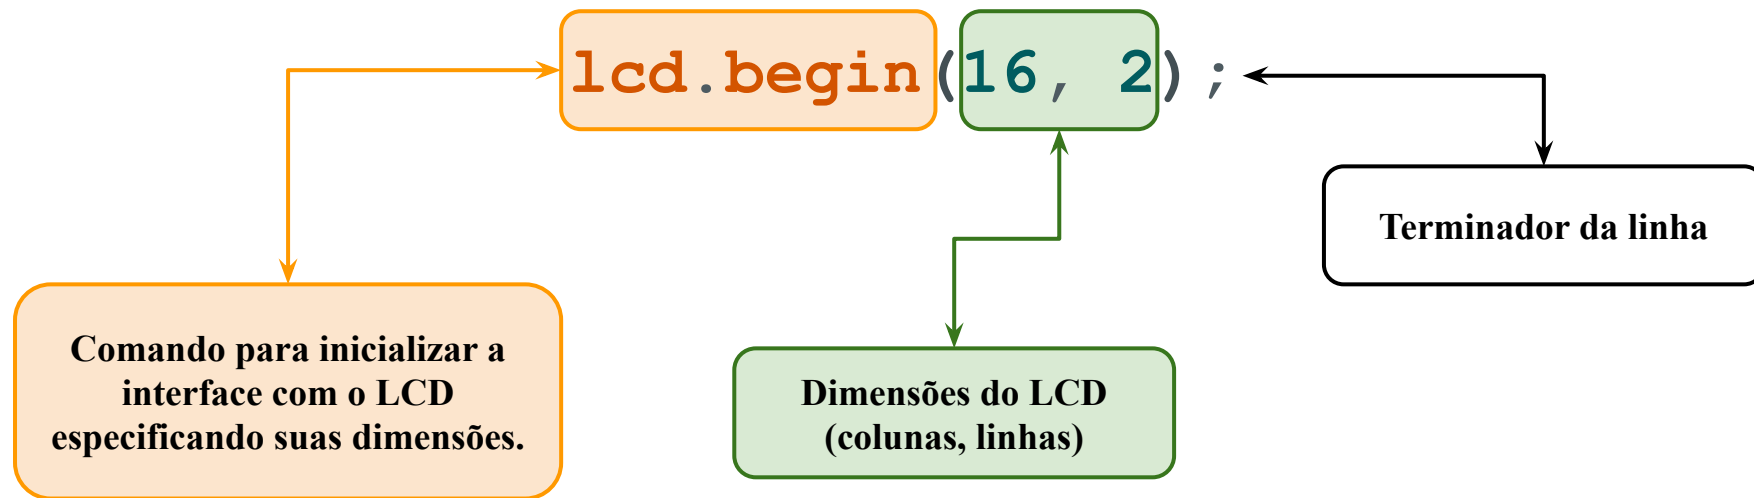 lcd.begin(16, 2);
Terminador da linha
Comando para inicializar a
interface com o LCD
especificando suas dimensões.
Dimensões do LCD
(colunas, linhas)